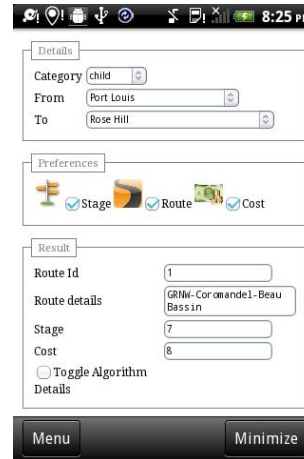 8:25 PM
Details
Category child
From Port Louis
To Rose Hill
Preferences
Stage Route Cost
Result
Route Id 1
Route details GRNW-Coromandel-Beau
Bassin
Stage 7
Cost 8
Toggle Algorithm
Details
Menu Minimize